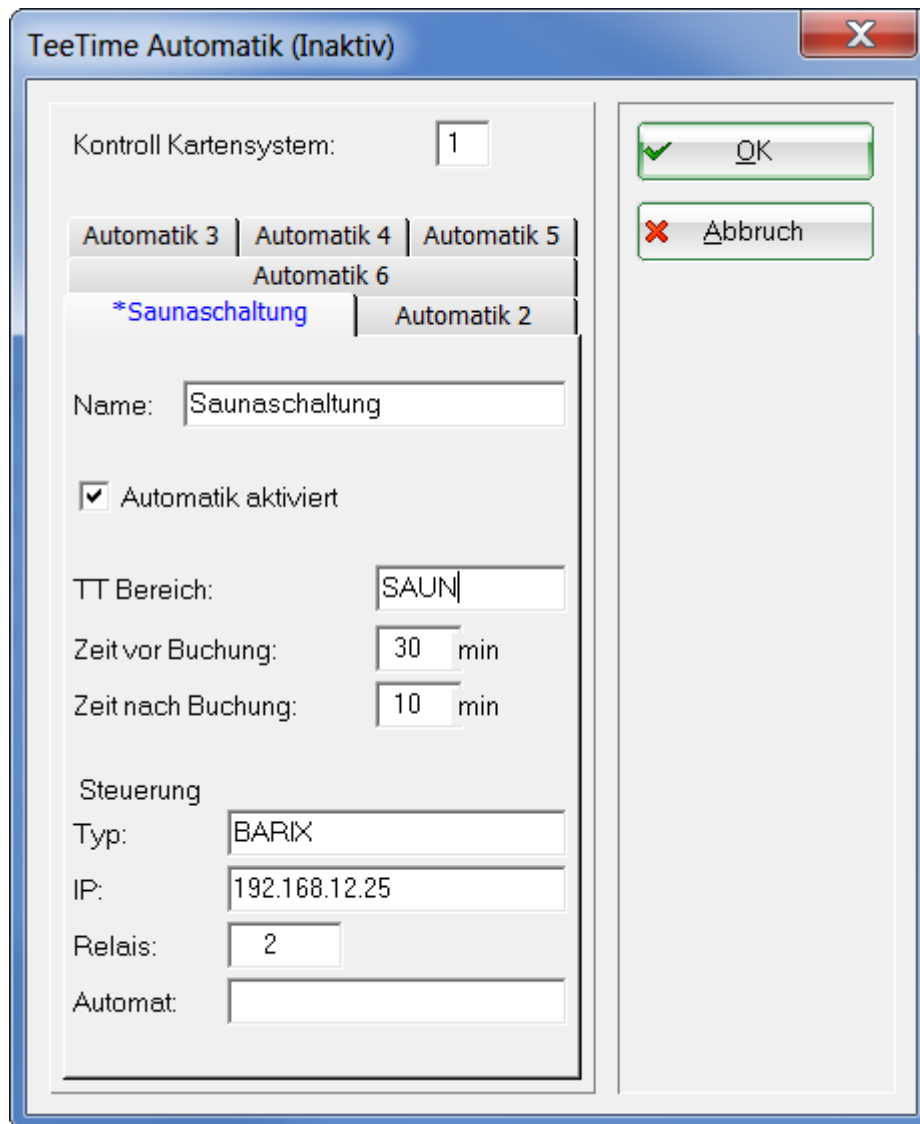 TeeTime Automatik (Inaktiv)
Kontroll Kartensystem: 1
OK
Abbruch
Automatik 3 Automatik 4 Automatik 5
Automatik 6
*Saunaschaltung Automatik 2
Name: Saunaschaltung
Automatik aktiviert
TT Bereich: SAUN
Zeit vor Buchung: 30 min
Zeit nach Buchung: 10 min
Steuerung
Typ: BARIX
IP: 192.168.12.25
Relais: 2
Automat: